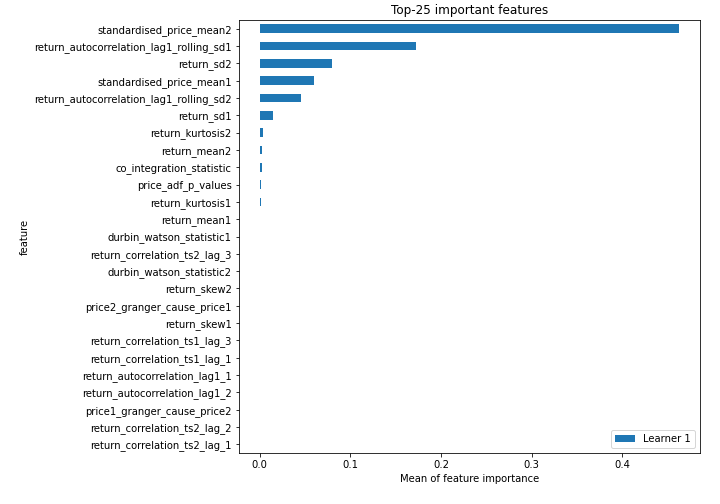 Top-25 important features
standardised_price_mean2
return_autocorrelation_lag1_rolling_sd1
return_sd2
standardised_price_mean1
return_autocorrelation_lag1_rolling_sd2
return_sd1
return_kurtosis2
return_mean2
co_integration_statistic
price_adf_p_values
return_kurtosis1
return_mean1
durbin_watson_statistic1
return_correlation_ts2_lag_3
durbin_watson_statistic2
return_skew2
price2_granger_cause_price1
return_skew1
return_correlation_ts1_lag_3
return_correlation_ts1_lag_1
return_autocorrelation_lag1_1
return_autocorrelation_lag1_2
price1_granger_cause_price2
return_correlation_ts2_lag_2
return_correlation_ts2_lag_1
feature
Learner 1
0.0 0.1 0.2 0.3 0.4
Mean of feature importance